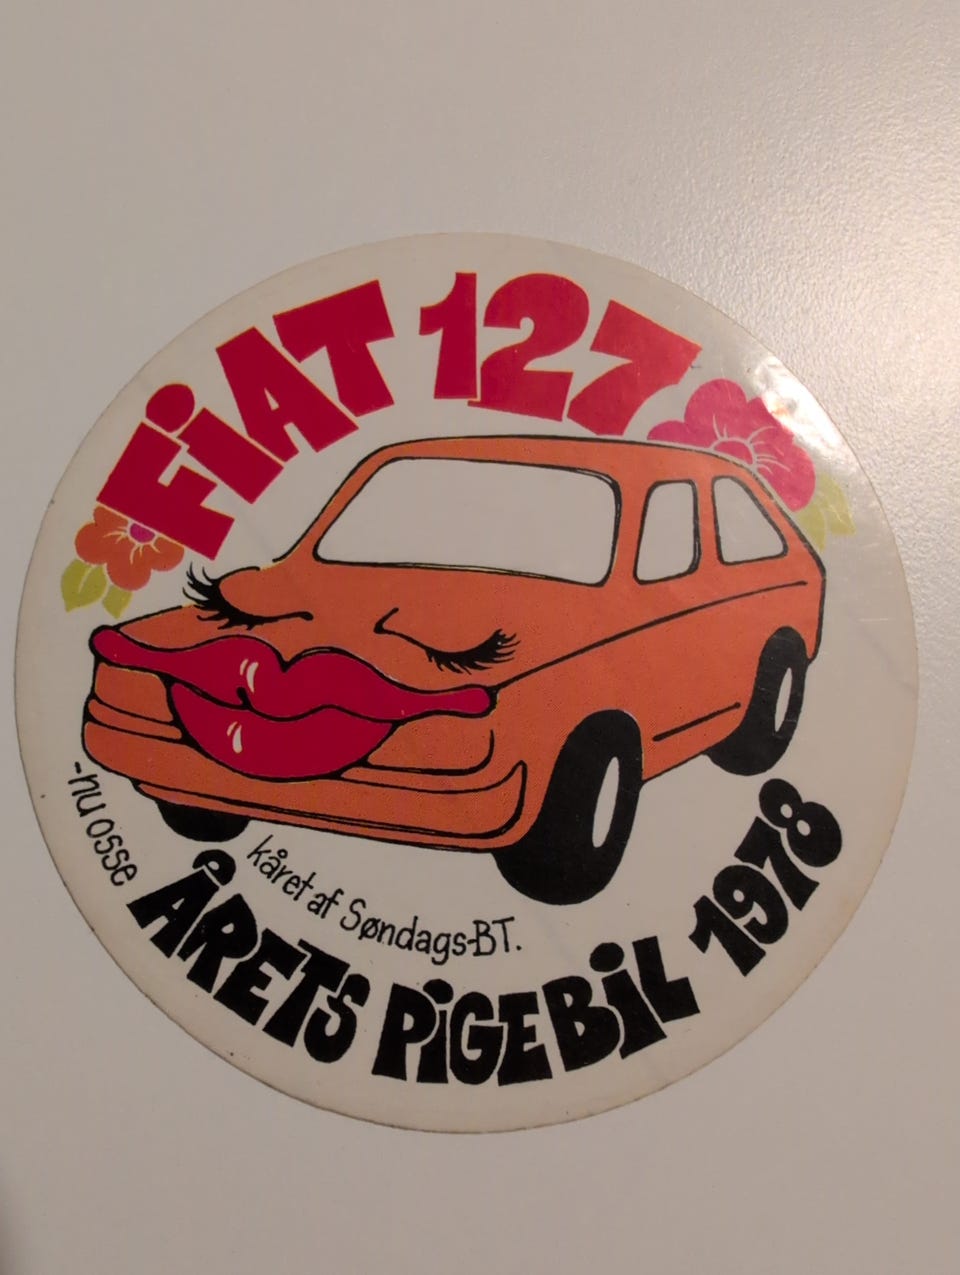 FiAT 127
-nu osse
ÅRETS PiGEBiL 1978
kåret af Søndags-BT.